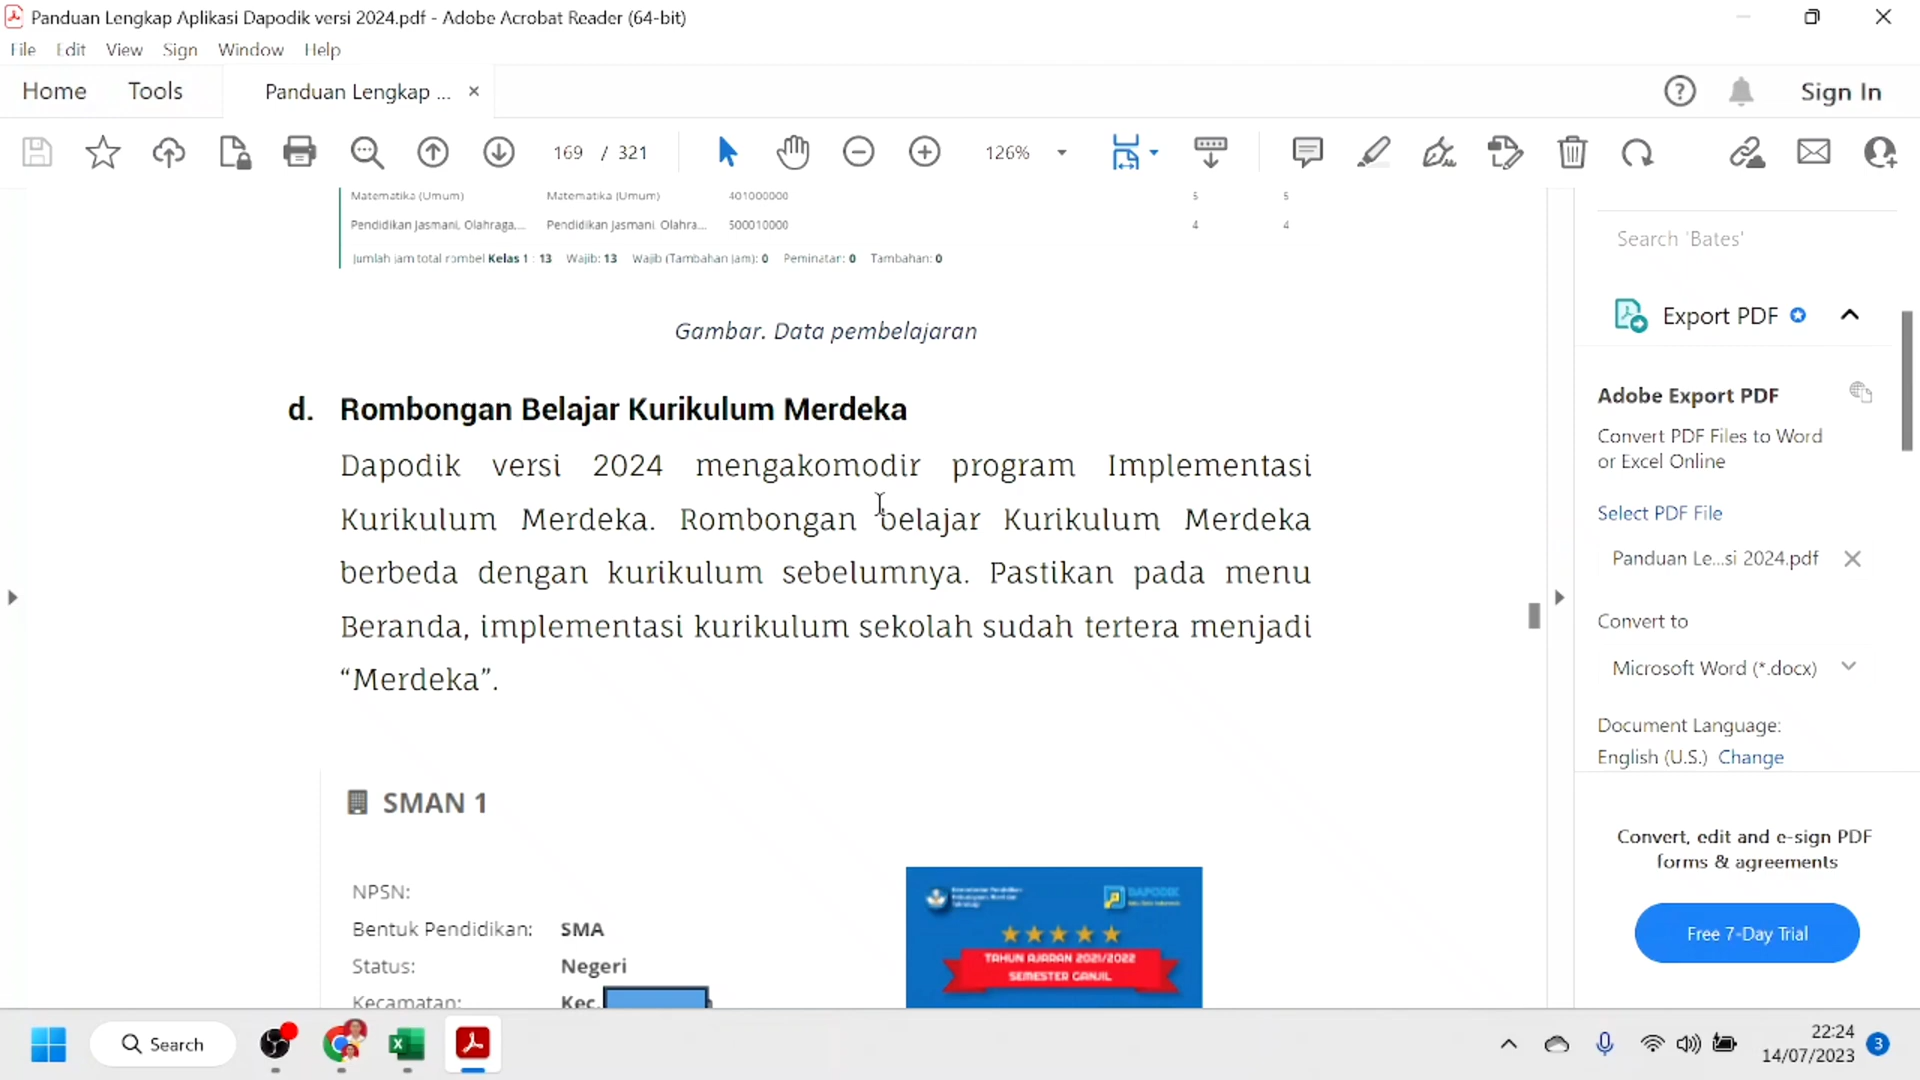 Panduan Lengkap Aplikasi Dapodik versi 2024.pdf - Adobe Acrobat Reader (64-bit)
File Edit View Sign Window Help
Home Tools Panduan Lengkap ... Sign In
169 / 321 126%
Matematika (Umum) Matematika (Umum) 401000000 5 5
Pendidikan Jasmani, Olahraga,... Pendidikan Jasmani, Olahra... 500010000 4 4
Jumlah jam total rombel Kelas 1 : 13 Wajib: 13 Wajib (Tambahan Jam): 0 Peminatan: 0 Tambahan: 0
Gambar. Data pembelajaran
d. Rombongan Belajar Kurikulum Merdeka
Dapodik versi 2024 mengakomodir program Implementasi
Kurikulum Merdeka. Rombongan belajar Kurikulum Merdeka
berbeda dengan kurikulum sebelumnya. Pastikan pada menu
Beranda, implementasi kurikulum sekolah sudah tertera menjadi
“Merdeka”.
SMAN 1
NPSN:
Bentuk Pendidikan: SMA
Status: Negeri
Kecamatan: Kec.
DAPODIK
TAHUN AJARAN 2021/2022
SEMESTER GANJIL
Search 'Bates'
Export PDF
Adobe Export PDF
Convert PDF Files to Word
or Excel Online
Select PDF File
Panduan Le...si 2024.pdf
Convert to
Microsoft Word (*.docx)
Document Language:
English (U.S.) Change
Convert, edit and e-sign PDF
forms & agreements
Free 7-Day Trial
Search
22:24
14/07/2023 3